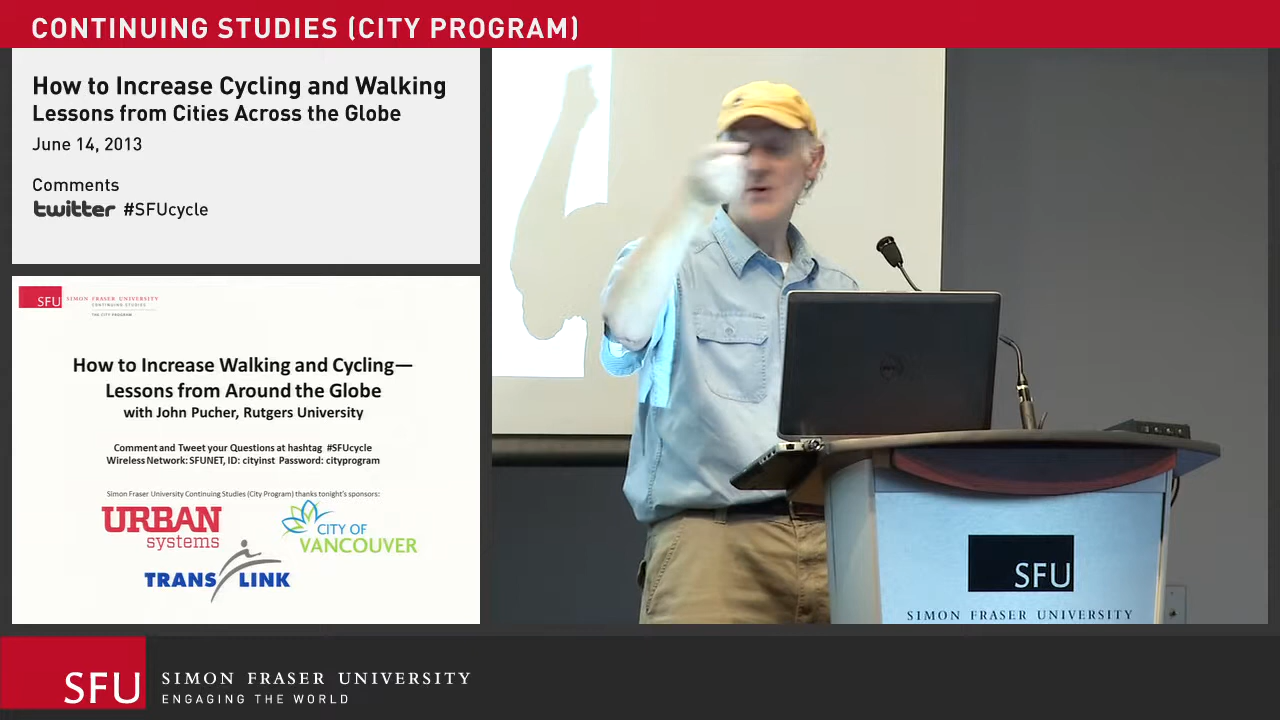 CONTINUING STUDIES (CITY PROGRAM)
How to Increase Cycling and Walking
Lessons from Cities Across the Globe
June 14, 2013
Comments
twitter #SFUcycle
SFU SIMON FRASER UNIVERSITY
CONTINUING STUDIES
THE CITY PROGRAM
How to Increase Walking and Cycling—
Lessons from Around the Globe
with John Pucher, Rutgers University
Comment and Tweet your Questions at hashtag #SFUcycle
Wireless Network: SFUNET, ID: cityinst Password: cityprogram
Simon Fraser University Continuing Studies (City Program) thanks tonight's sponsors:
URBAN
systems
CITY OF
VANCOUVER
TRANS LINK
DELL
SFU
SIMON FRASER UNIVERSITY
SFU SIMON FRASER UNIVERSITY
ENGAGING THE WORLD